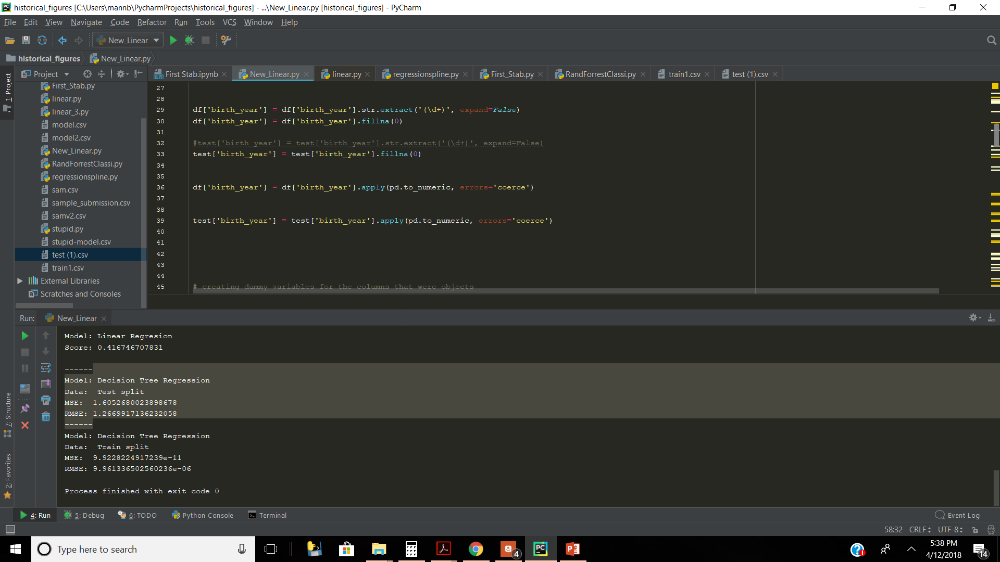 historical_figures [C:\Users\mannb\PycharmProjects\historical_figures] - ...\New_Linear.py [historical_figures] - PyCharm
File Edit View Navigate Code Refactor Run Tools VCS Window Help
New_Linear
historical_figures New_Linear.py
Project First Stab.ipynb New_Linear.py linear.py regressionspline.py First_Stab.py RandForrestClassi.py train1.csv test (1).csv
1: Project
First_Stab.py
linear.py
linear_3.py
model.csv
model2.csv
New_Linear.py
RandForrestClassi.py
regressionspline.py
sam.csv
sample_submission.csv
samv2.csv
stupid.py
stupid-model.csv
test (1).csv
train1.csv
External Libraries
Scratches and Consoles
27
28
29 df['birth_year'] = df['birth_year'].str.extract('(\d+)', expand=False)
30 df['birth_year'] = df['birth_year'].fillna(0)
31
32 #test['birth_year'] = test['birth_year'].str.extract('(\d+)', expand=False)
33 test['birth_year'] = test['birth_year'].fillna(0)
34
35
36 df['birth_year'] = df['birth_year'].apply(pd.to_numeric, errors='coerce')
37
38
39 test['birth_year'] = test['birth_year'].apply(pd.to_numeric, errors='coerce')
40
41
42
43
44
45 # creating dummy variables for the columns that were objects
Run: New_Linear
Model: Linear Regresion
Score: 0.416746707831
------
Model: Decision Tree Regression
Data:  Test split
MSE:  1.6052680023898678
RMSE: 1.2669917136232058
------
Model: Decision Tree Regression
Data:  Train split
MSE:  9.9228224917239e-11
RMSE: 9.961336502560236e-06
Process finished with exit code 0
7: Structure
2: Favorites
4: Run 5: Debug 6: TODO Python Console Terminal Event Log
58:32 CRLF UTF-8
Type here to search
4
PC
5:38 PM
4/12/2018
14